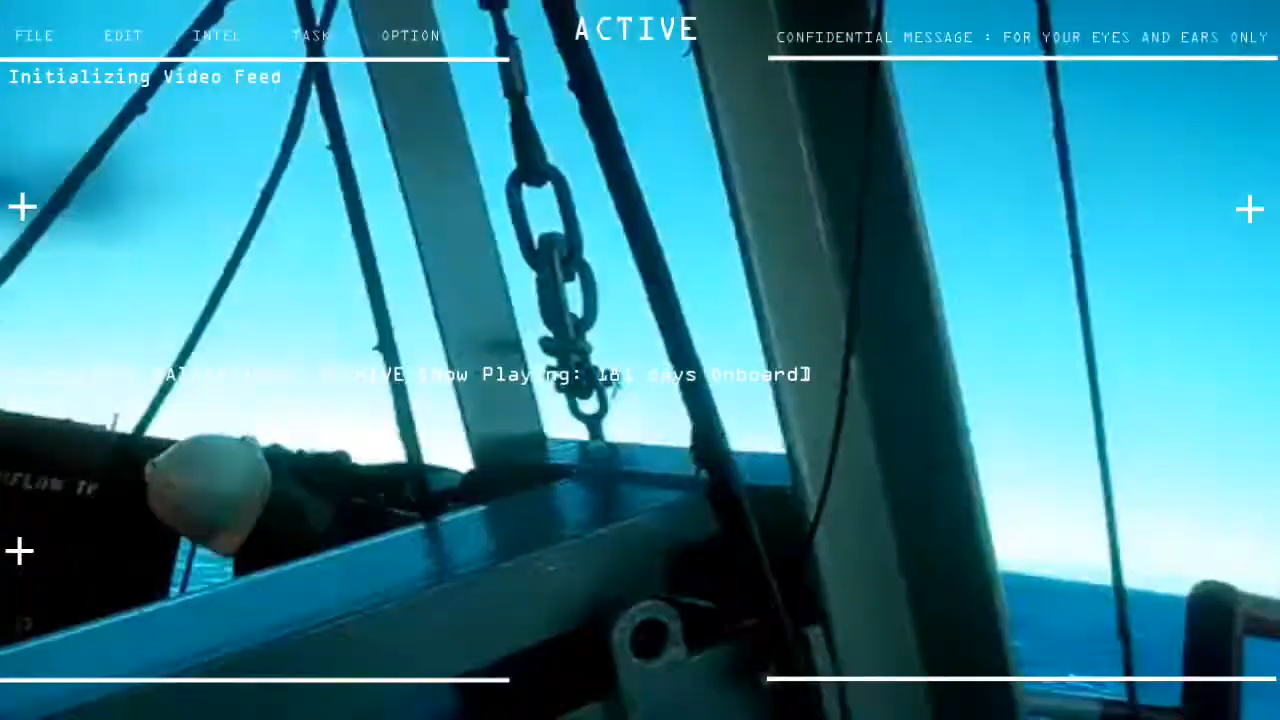 ACTIVE
FILE EDIT INTEL TASK OPTION
CONFIDENTIAL MESSAGE : FOR YOUR EYES AND EARS ONLY
Initializing Video Feed
[Now Playing: 181 days Onboard]